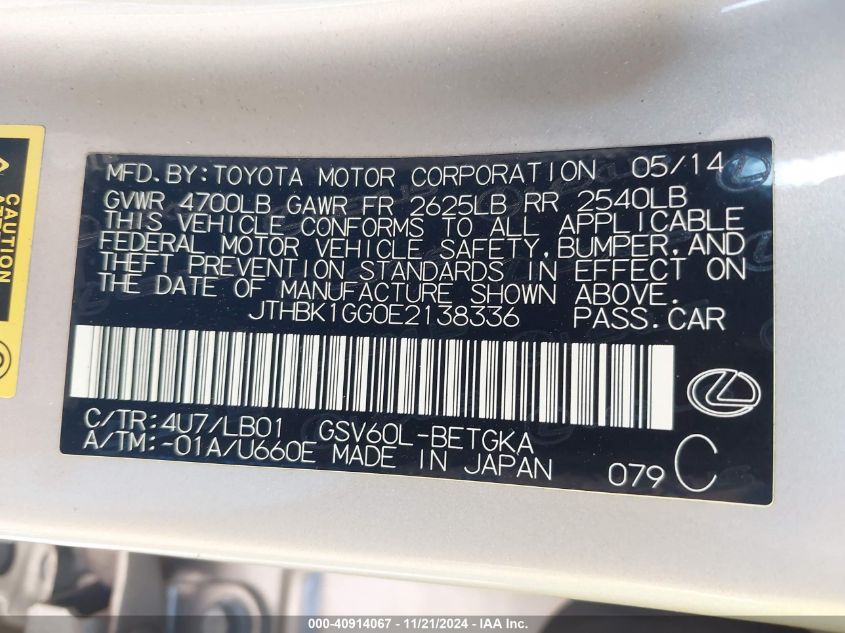 MFD. BY: TOYOTA MOTOR CORPORATION 05/14
GVWR 4700LB GAWR FR 2625LB RR 2540LB
THIS VEHICLE CONFORMS TO ALL APPLICABLE
FEDERAL MOTOR VEHICLE SAFETY, BUMPER, AND
THEFT PREVENTION STANDARDS IN EFFECT ON
THE DATE OF MANUFACTURE SHOWN ABOVE.
JTHBK1GG0E2138336 PASS. CAR
C/TR: 4U7/LB01 GSV60L-BETGKA
A/TM: -01A/U660E MADE IN JAPAN
079 C
CAUTION
000-40914067 - 11/21/2024 - IAA Inc.